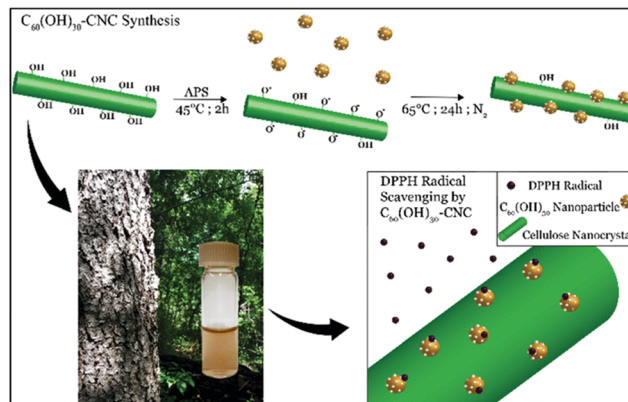 C₆₀(OH)₃₀-CNC Synthesis
OH OH OH OH OH
OH OH OH OH
APS
45°C ; 2h
O• OH O• O• O•
O• O• O• OH
65°C ; 24h ; N₂
OH
OH
DPPH Radical
Scavenging by
C₆₀(OH)₃₀-CNC
DPPH Radical
C₆₀(OH)₃₀ Nanoparticle
Cellulose Nanocrystal